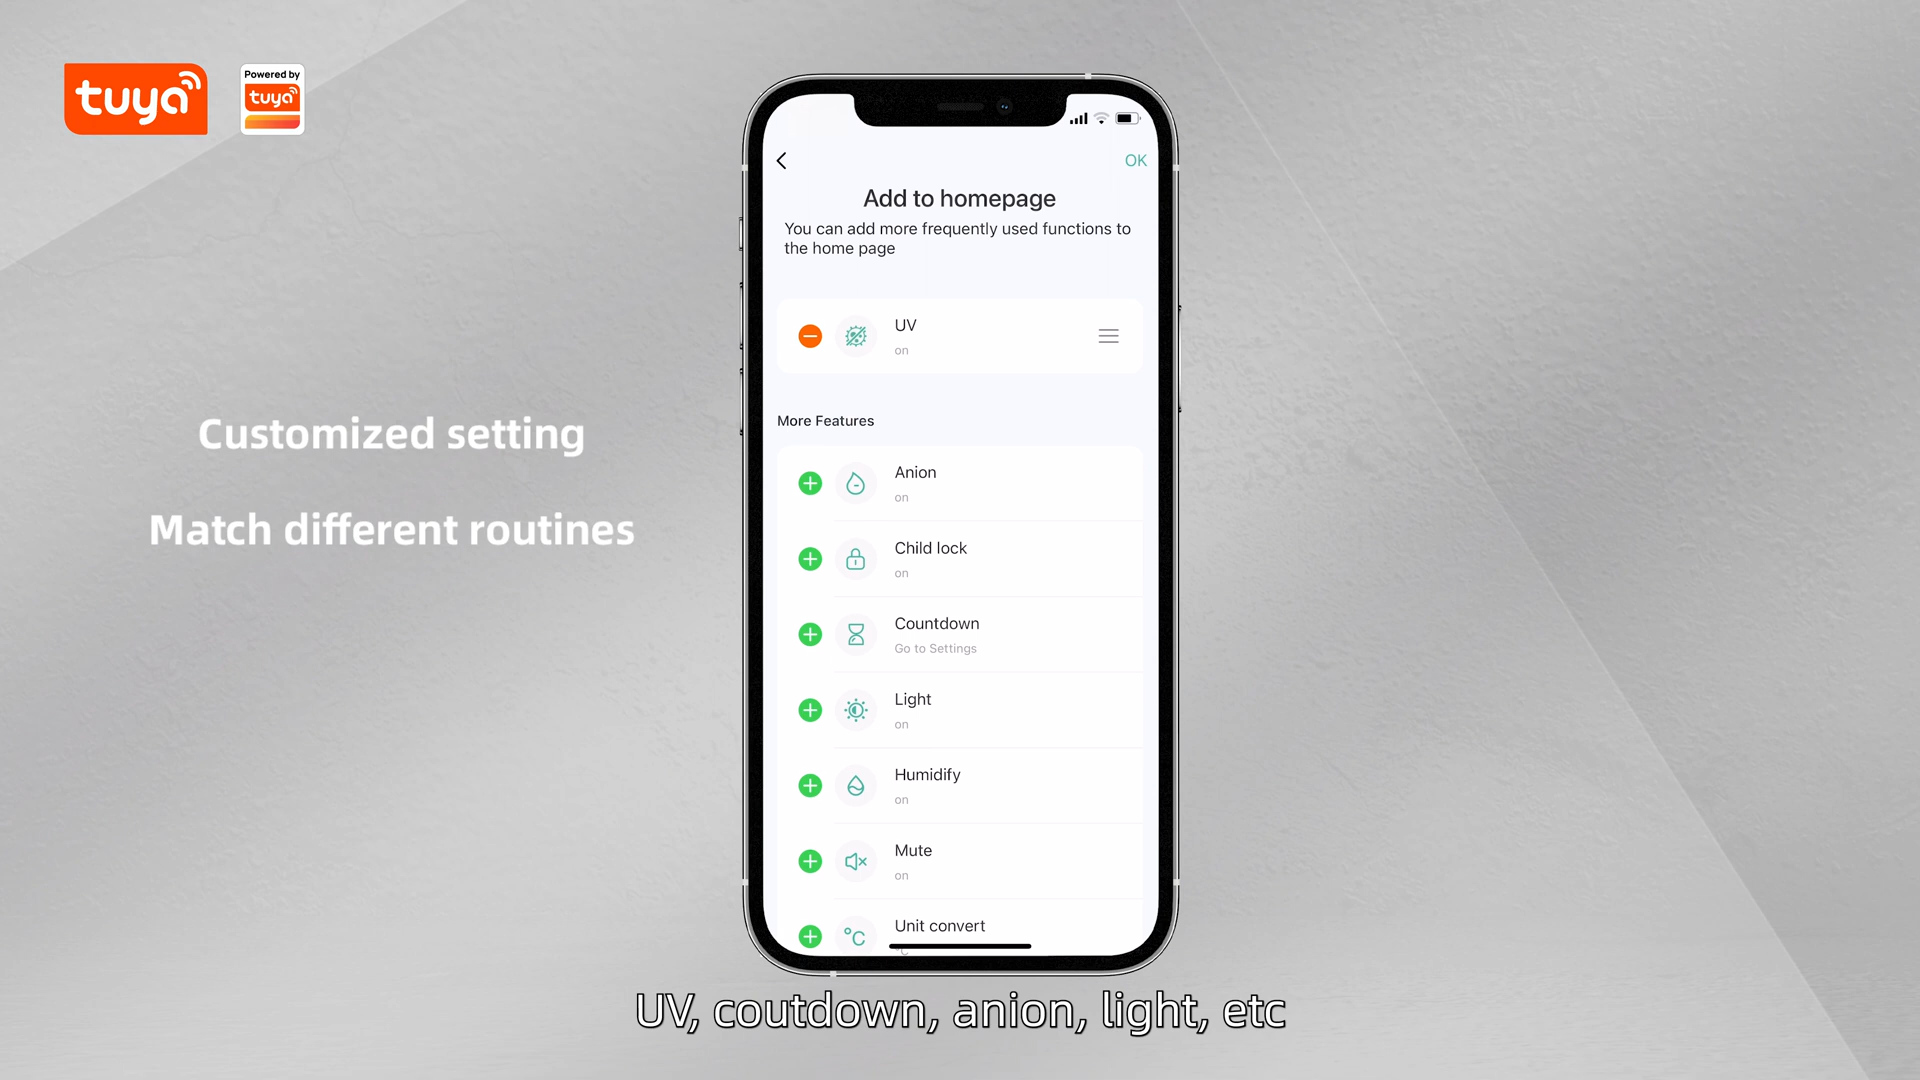 tuya
Powered by
tuya
OK
Add to homepage
You can add more frequently used functions to
the home page
UV
on
More Features
Anion
on
Child lock
on
Countdown
Go to Settings
Light
on
Humidify
on
Mute
on
Unit convert
°C
°C
Customized setting
Match different routines
UV, coutdown, anion, light, etc